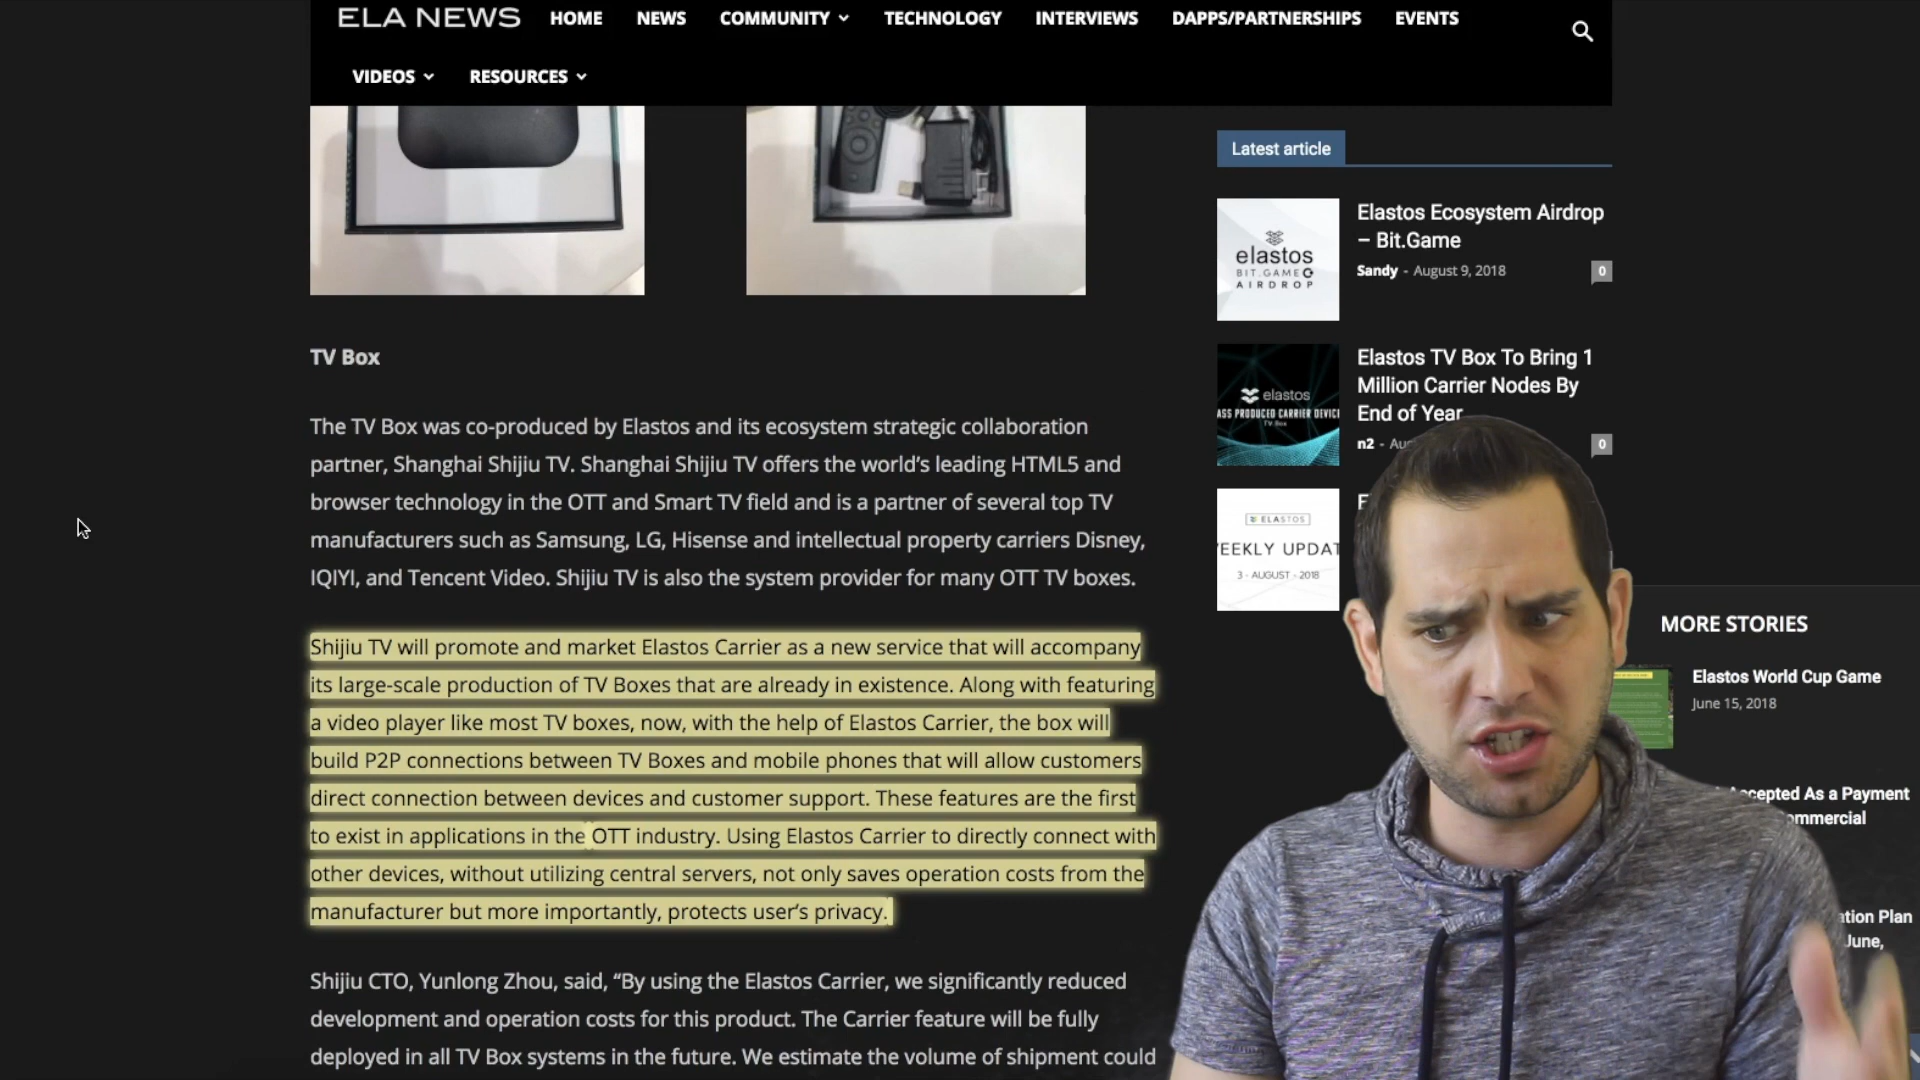 ELA NEWS HOME NEWS COMMUNITY TECHNOLOGY INTERVIEWS DAPPS/PARTNERSHIPS EVENTS
VIDEOS RESOURCES
TV Box
The TV Box was co-produced by Elastos and its ecosystem strategic collaboration
partner, Shanghai Shijiu TV. Shanghai Shijiu TV offers the world's leading HTML5 and
browser technology in the OTT and Smart TV field and is a partner of several top TV
manufacturers such as Samsung, LG, Hisense and intellectual property carriers Disney,
IQIYI, and Tencent Video. Shijiu TV is also the system provider for many OTT TV boxes.
Shijiu TV will promote and market Elastos Carrier as a new service that will accompany
its large-scale production of TV Boxes that are already in existence. Along with featuring
a video player like most TV boxes, now, with the help of Elastos Carrier, the box will
build P2P connections between TV Boxes and mobile phones that will allow customers
direct connection between devices and customer support. These features are the first
to exist in applications in the OTT industry. Using Elastos Carrier to directly connect with
other devices, without utilizing central servers, not only saves operation costs from the
manufacturer but more importantly, protects user's privacy.
Shijiu CTO, Yunlong Zhou, said, “By using the Elastos Carrier, we significantly reduced
development and operation costs for this product. The Carrier feature will be fully
deployed in all TV Box systems in the future. We estimate the volume of shipment could
Latest article
elastos
BIT.GAME
AIRDROP
Elastos Ecosystem Airdrop
– Bit.Game
Sandy - August 9, 2018
0
elastos
ASS PRODUCED CARRIER DEVIC
TV Box
Elastos TV Box To Bring 1
Million Carrier Nodes By
End of Year
n2 - Au
0
ELASTOS
EEKLY UPDAT
3 - AUGUST - 2018
MORE STORIES
Elastos World Cup Game
June 15, 2018
ccepted As a Payment
ommercial
ation Plan
June,